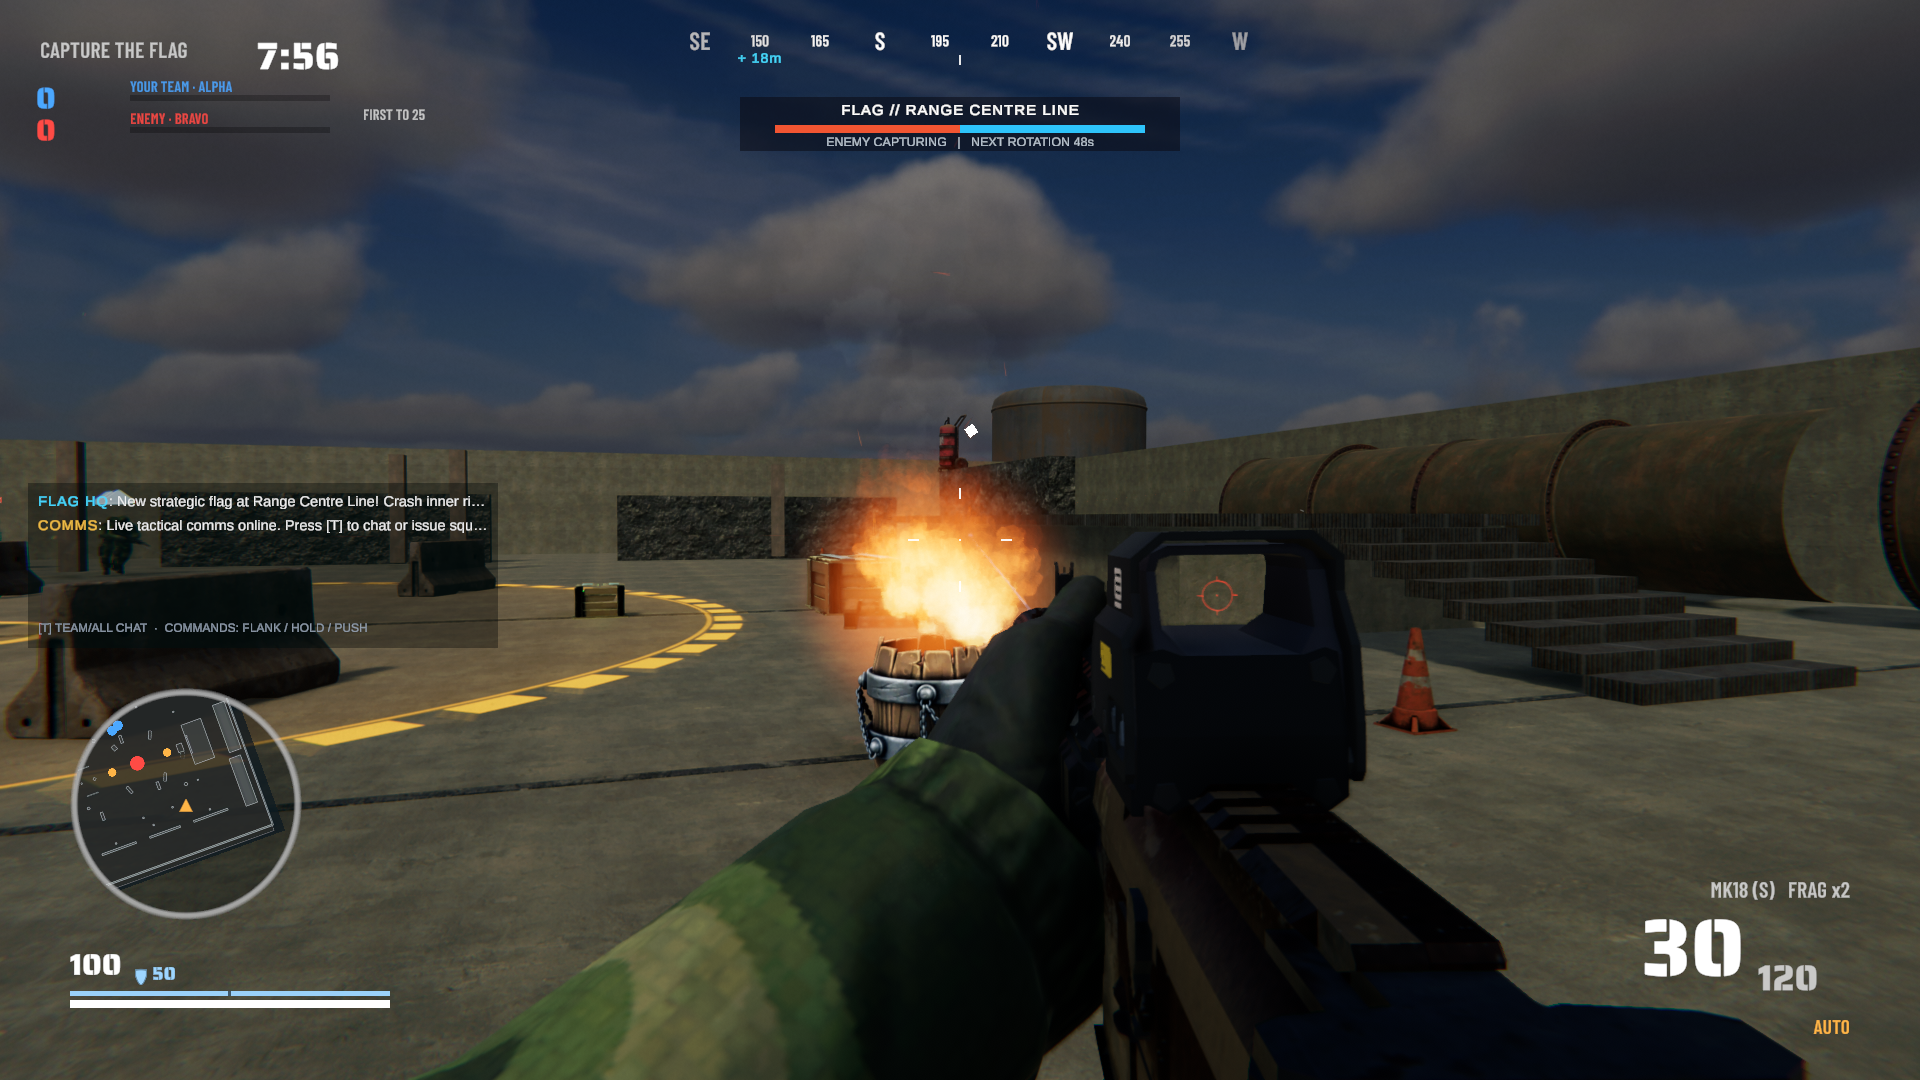 CAPTURE THE FLAG
7:56
0 YOUR TEAM · ALPHA
0 ENEMY · BRAVO
FIRST TO 25
SE 150 165 S 195 210 SW 240 255 W
+ 18m
FLAG // RANGE CENTRE LINE
ENEMY CAPTURING | NEXT ROTATION 48s
FLAG HQ: New strategic flag at Range Centre Line! Crash inner ri...
COMMS: Live tactical comms online. Press [T] to chat or issue squ...
[T] TEAM/ALL CHAT · COMMANDS: FLANK / HOLD / PUSH
100 50
MK18 (S) FRAG x2
30 120
AUTO